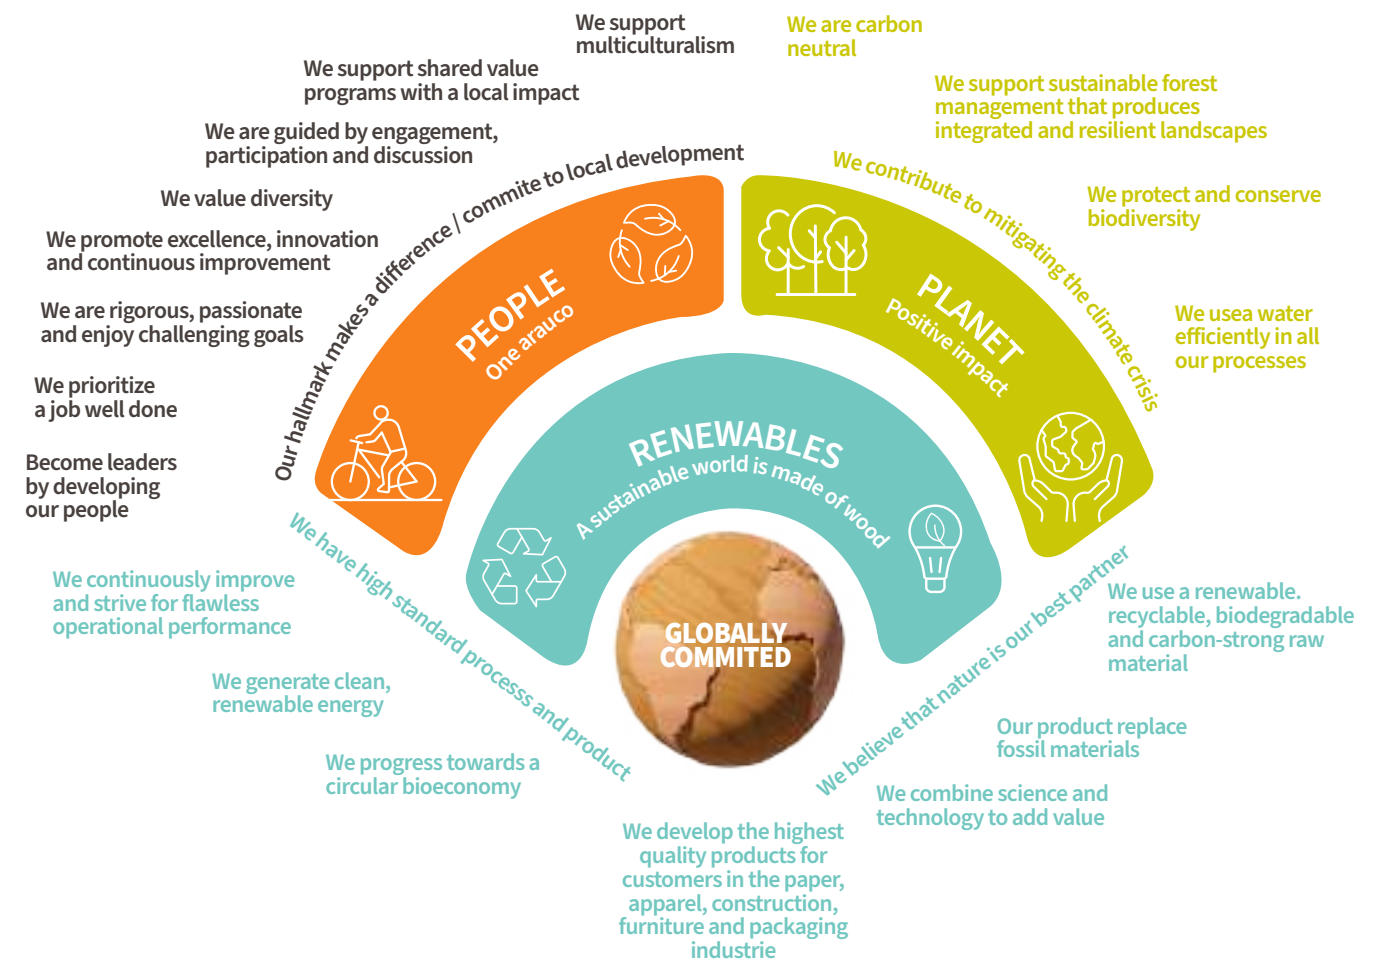 We support
multiculturalism
We are carbon
neutral
We support shared value
programs with a local impact
We support sustainable forest
management that produces
integrated and resilient landscapes
We are guided by engagement,
participation and discussion
We value diversity
We promote excellence, innovation
and continuous improvement
We are rigorous, passionate
and enjoy challenging goals
We prioritize
a job well done
Become leaders
by developing
our people
Our hallmark makes a difference / commite to local development
PEOPLE
One arauco
We contribute to mitigating the climate crisis
PLANET
Positive impact
We protect and conserve
biodiversity
We usea water
efficiently in all
our processes
RENEWABLES
A sustainable world is made of wood
GLOBALLY
COMMITED
We have high standard processs and product
We continuously improve
and strive for flawless
operational performance
We generate clean,
renewable energy
We progress towards a
circular bioeconomy
We believe that nature is our best partner
We use a renewable.
recyclable, biodegradable
and carbon-strong raw
material
Our product replace
fossil materials
We combine science and
technology to add value
We develop the highest
quality products for
customers in the paper,
apparel, construction,
furniture and packaging
industrie